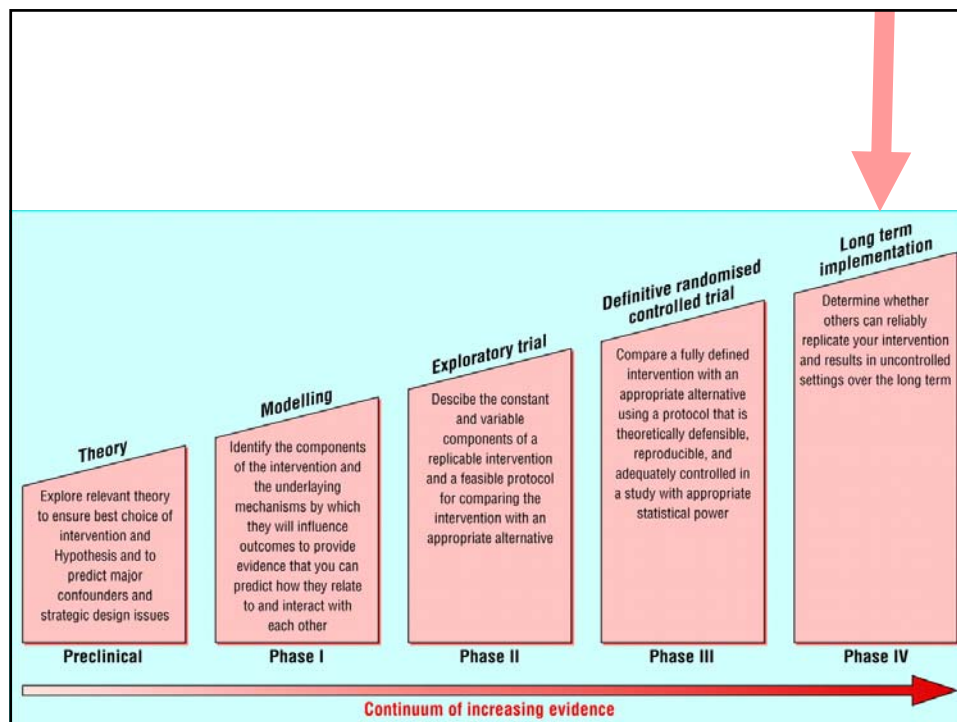 Theory
Explore relevant theory
to ensure best choice of
intervention and
Hypothesis and to
predict major
confounders and
strategic design issues
Preclinical
Modelling
Identify the components
of the intervention and
the underlaying
mechanisms by which
they will influence
outcomes to provide
evidence that you can
predict how they relate
to and interact with
each other
Phase I
Exploratory trial
Descibe the constant
and variable
components of a
replicable intervention
and a feasible protocol
for comparing the
intervention with an
appropriate alternative
Phase II
Definitive randomised
controlled trial
Compare a fully defined
intervention with an
appropriate alternative
using a protocol that is
theoretically defensible,
reproducible, and
adequately controlled in
a study with appropriate
statistical power
Phase III
Long term
implementation
Determine whether
others can reliably
replicate your intervention
and results in uncontrolled
settings over the long term
Phase IV
Continuum of increasing evidence